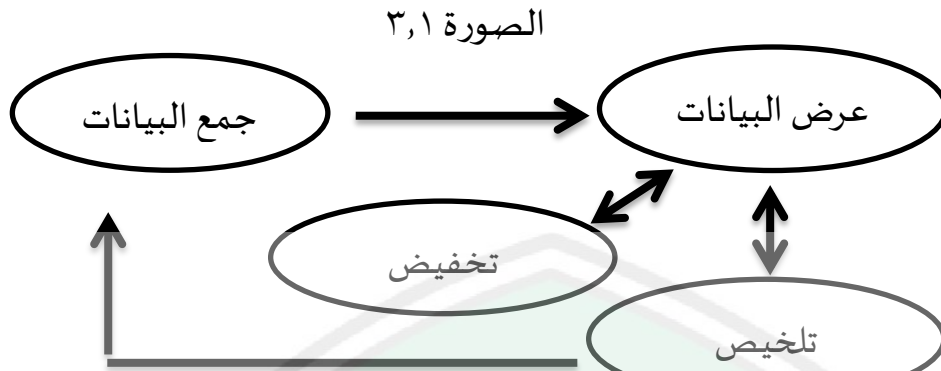 الصورة ٣,١
جمع البيانات
عرض البيانات
تخفيض
تلخيص